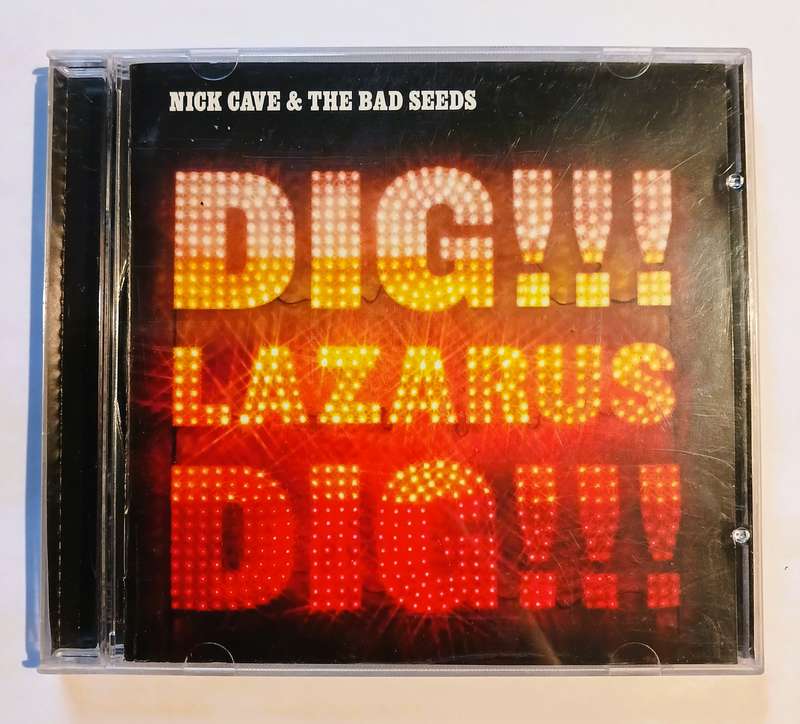 NICK CAVE & THE BAD SEEDS
DIG!!!
LAZARUS
DIG!!!